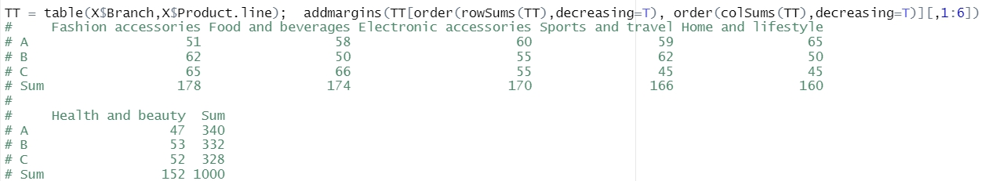 TT = table(X$Branch,X$Product.line);  addmargins(TT[order(rowSums(TT),decreasing=T), order(colSums(TT),decreasing=T)][,1:6])
#     Fashion accessories Food and beverages Electronic accessories Sports and travel Home and lifestyle
# A                    51                 58                     60                59                 65
# B                    62                 50                     55                62                 50
# C                    65                 66                     55                45                 45
# Sum                 178                174                    170               166                160
#
#     Health and beauty  Sum
# A                  47  340
# B                  53  332
# C                  52  328
# Sum               152 1000